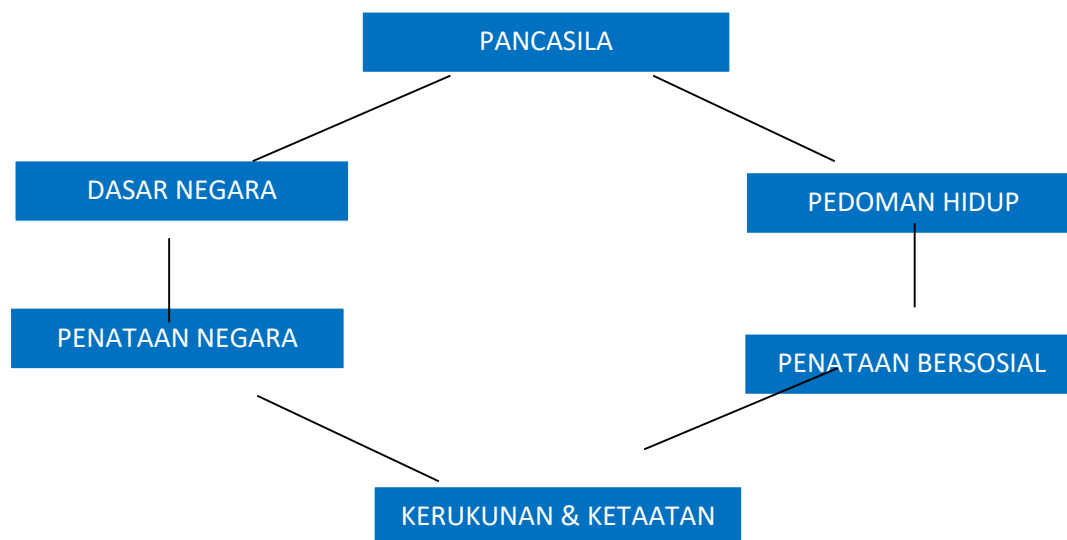 PANCASILA
DASAR NEGARA
PEDOMAN HIDUP
PENATAAN NEGARA
PENATAAN BERSOSIAL
KERUKUNAN & KETAATAN